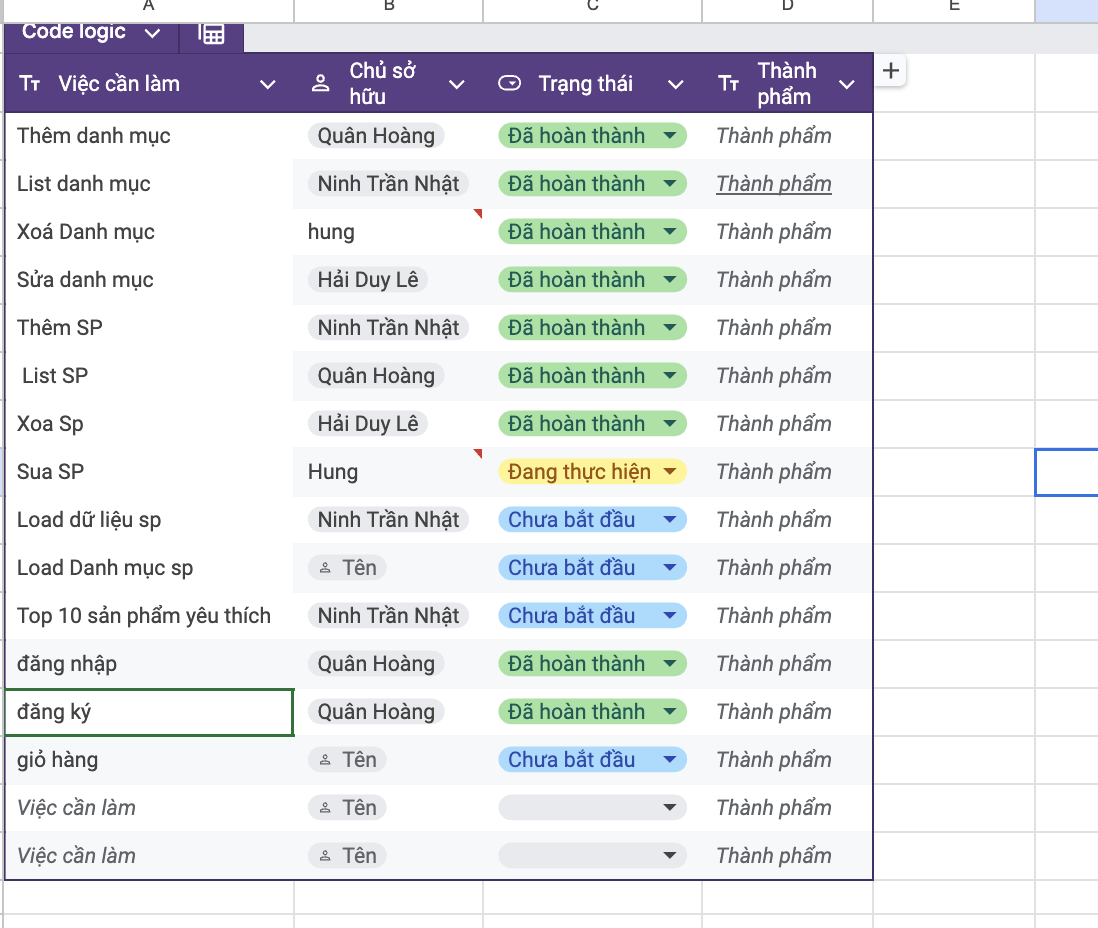 A B C D E
Code logic
Việc cần làm Chủ sở hữu Trạng thái Thành phẩm
Thêm danh mục Quân Hoàng Đã hoàn thành Thành phẩm
List danh mục Ninh Trần Nhật Đã hoàn thành Thành phẩm
Xoá Danh mục hung Đã hoàn thành Thành phẩm
Sửa danh mục Hải Duy Lê Đã hoàn thành Thành phẩm
Thêm SP Ninh Trần Nhật Đã hoàn thành Thành phẩm
List SP Quân Hoàng Đã hoàn thành Thành phẩm
Xoa Sp Hải Duy Lê Đã hoàn thành Thành phẩm
Sua SP Hung Đang thực hiện Thành phẩm
Load dữ liệu sp Ninh Trần Nhật Chưa bắt đầu Thành phẩm
Load Danh mục sp Tên Chưa bắt đầu Thành phẩm
Top 10 sản phẩm yêu thích Ninh Trần Nhật Chưa bắt đầu Thành phẩm
đăng nhập Quân Hoàng Đã hoàn thành Thành phẩm
đăng ký Quân Hoàng Đã hoàn thành Thành phẩm
giỏ hàng Tên Chưa bắt đầu Thành phẩm
Việc cần làm Tên Thành phẩm
Việc cần làm Tên Thành phẩm